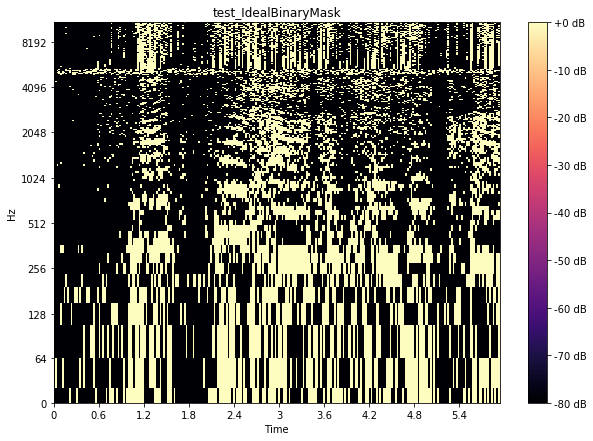 test_IdealBinaryMask
Hz
8192
4096
2048
1024
512
256
128
64
0
0 0.6 1.2 1.8 2.4 3 3.6 4.2 4.8 5.4
Time
+0 dB
-10 dB
-20 dB
-30 dB
-40 dB
-50 dB
-60 dB
-70 dB
-80 dB